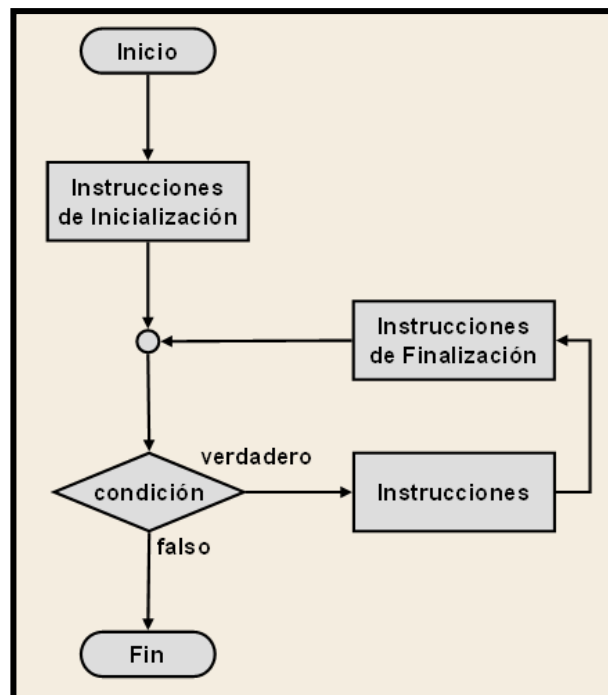 Inicio
Instrucciones
de Inicialización
Instrucciones
de Finalización
verdadero
condición
Instrucciones
falso
Fin